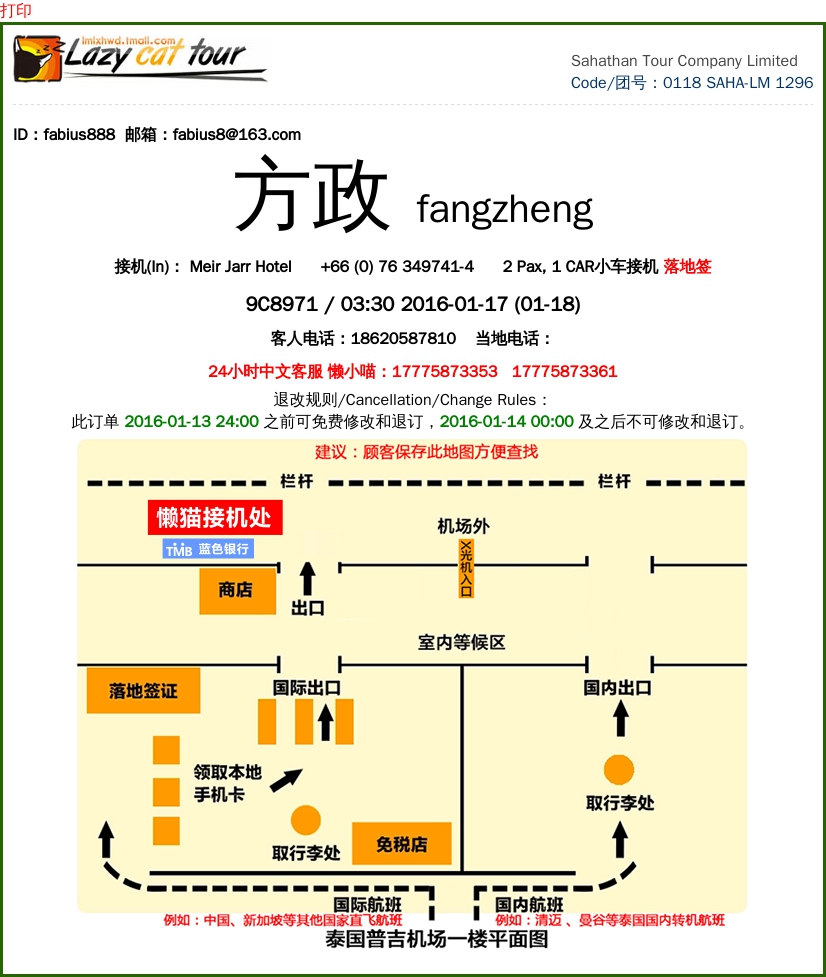 打印
lmlxhwd.tmall.com
Lazy cat tour
Sahathan Tour Company Limited
Code/团号：0118 SAHA-LM 1296
ID：fabius888 邮箱：fabius8@163.com
方政 fangzheng
接机(In)： Meir Jarr Hotel +66 (0) 76 349741-4 2 Pax, 1 CAR小车接机 落地签
9C8971 / 03:30 2016-01-17 (01-18)
客人电话：18620587810 当地电话：
24小时中文客服 懒小喵：17775873353 17775873361
退改规则/Cancellation/Change Rules：
此订单 2016-01-13 24:00 之前可免费修改和退订，2016-01-14 00:00 及之后不可修改和退订。
建议：顾客保存此地图方便查找
栏杆 栏杆
懒猫接机处
机场外
TMB 蓝色银行
X光机入口
商店
出口
室内等候区
落地签证
国际出口
国内出口
领取本地
手机卡
取行李处
取行李处
免税店
国际航班
国内航班
例如：中国、新加坡等其他国家直飞航班
例如：清迈 、曼谷等泰国国内转机航班
泰国普吉机场一楼平面图